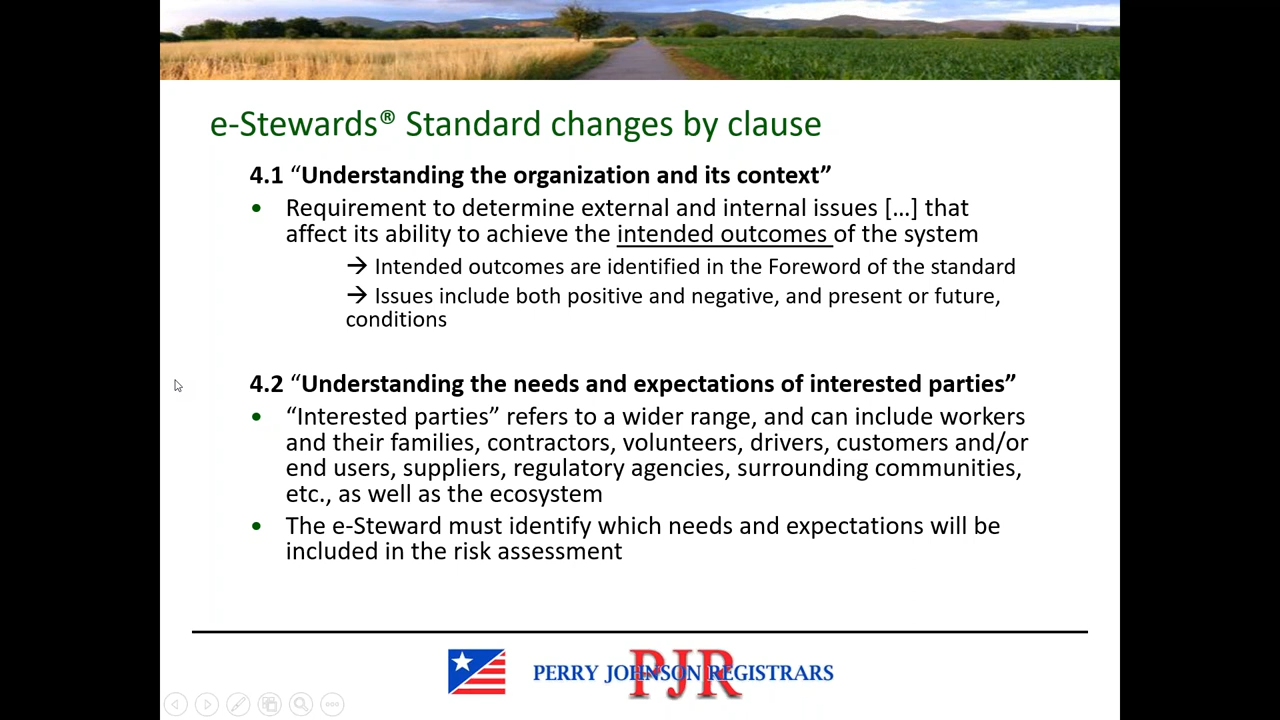 e-Stewards® Standard changes by clause
4.1 “Understanding the organization and its context”
• Requirement to determine external and internal issues […] that
affect its ability to achieve the intended outcomes of the system
→ Intended outcomes are identified in the Foreword of the standard
→ Issues include both positive and negative, and present or future,
conditions
4.2 “Understanding the needs and expectations of interested parties”
• “Interested parties” refers to a wider range, and can include workers
and their families, contractors, volunteers, drivers, customers and/or
end users, suppliers, regulatory agencies, surrounding communities,
etc., as well as the ecosystem
• The e-Steward must identify which needs and expectations will be
included in the risk assessment
PJR
PERRY JOHNSON REGISTRARS